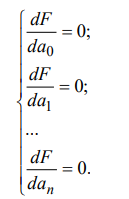 dF/da₀ = 0;
dF/da₁ = 0;
...
dF/daₙ = 0.